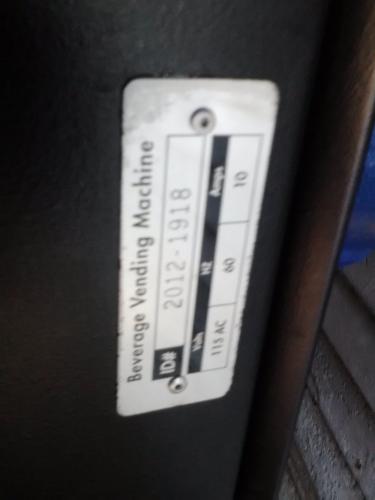 Beverage Vending Machine
ID# 2012-1918
Volts Hz Amps
115 AC 60 10